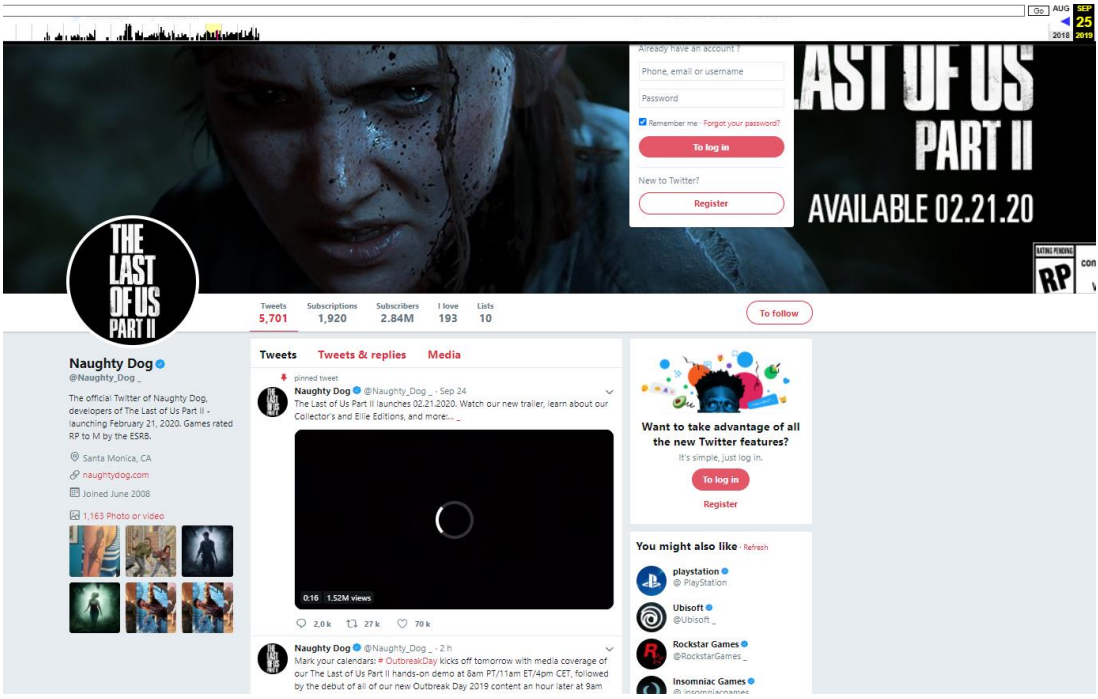 Go
AUG
SEP
25
2018
2019
Already have an account ?
Phone, email or username
Password
Remember me · Forgot your password?
To log in
New to Twitter?
Register
LAST OF US
PART II
AVAILABLE 02.21.20
RATING PENDING
RP
THE
LAST
OF US
PART II
Tweets
5,701
Subscriptions
1,920
Subscribers
2.84M
I love
193
Lists
10
To follow
Naughty Dog
@Naughty_Dog _
The official Twitter of Naughty Dog,
developers of The Last of Us Part II -
launching February 21, 2020. Games rated
RP to M by the ESRB.
Santa Monica, CA
naughtydog.com
Joined June 2008
1,163 Photo or video
Tweets
Tweets & replies
Media
pinned tweet
Naughty Dog @Naughty_Dog _ - Sep 24
The Last of Us Part II launches 02.21.2020. Watch our new trailer, learn about our
Collector's and Ellie Editions, and more:... _
0:16 1.52M views
2,0 k 27 k 70 k
Naughty Dog @Naughty_Dog _ - 2 h
Mark your calendars: # OutbreakDay kicks off tomorrow with media coverage of
our The Last of Us Part II hands-on demo at 8am PT/11am ET/4pm CET, followed
by the debut of all of our new Outbreak Day 2019 content an hour later at 9am
Want to take advantage of all
the new Twitter features?
It's simple, just log in.
To log in
Register
You might also like · Refresh
playstation
@ PlayStation
Ubisoft
@Ubisoft _
Rockstar Games
@RockstarGames _
Insomniac Games
@ insomniacgames